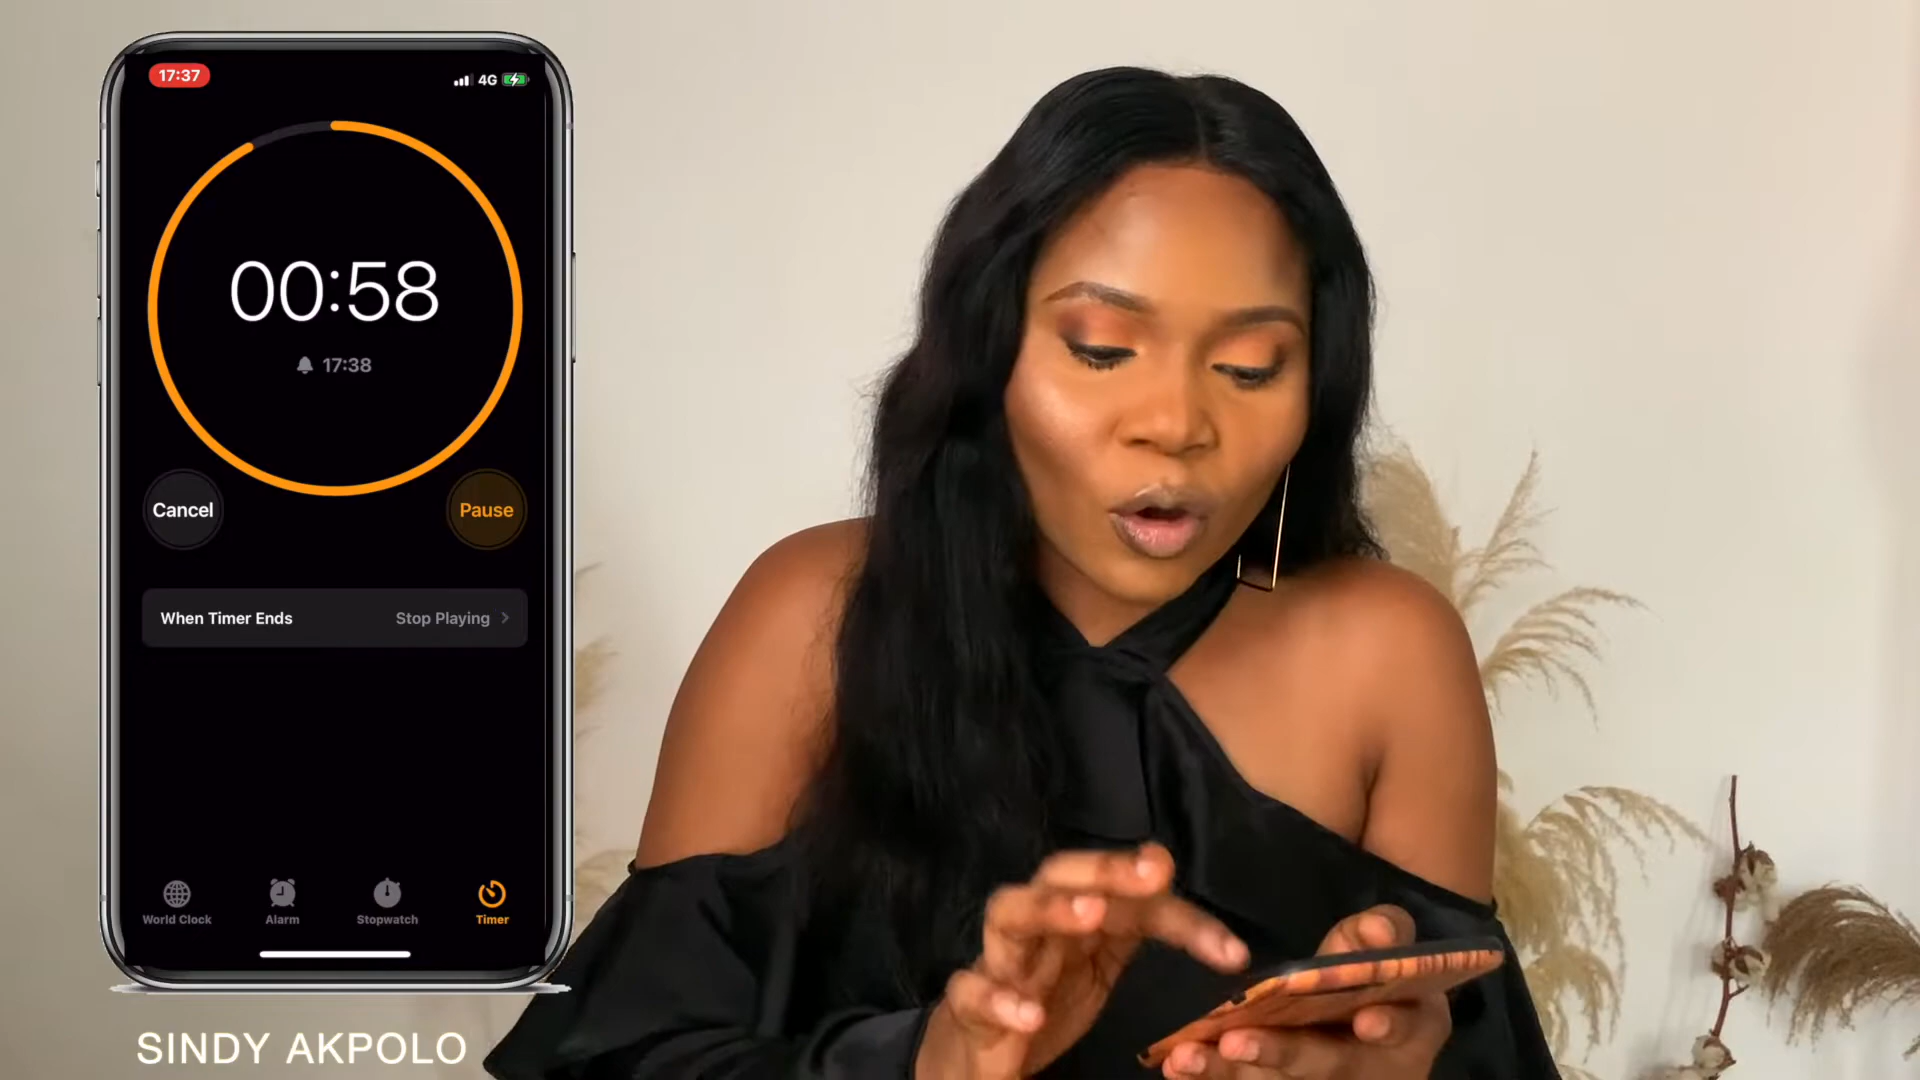 17:37 4G
00:58
17:38
Cancel Pause
When Timer Ends Stop Playing
World Clock Alarm Stopwatch Timer
SINDY AKPOLO